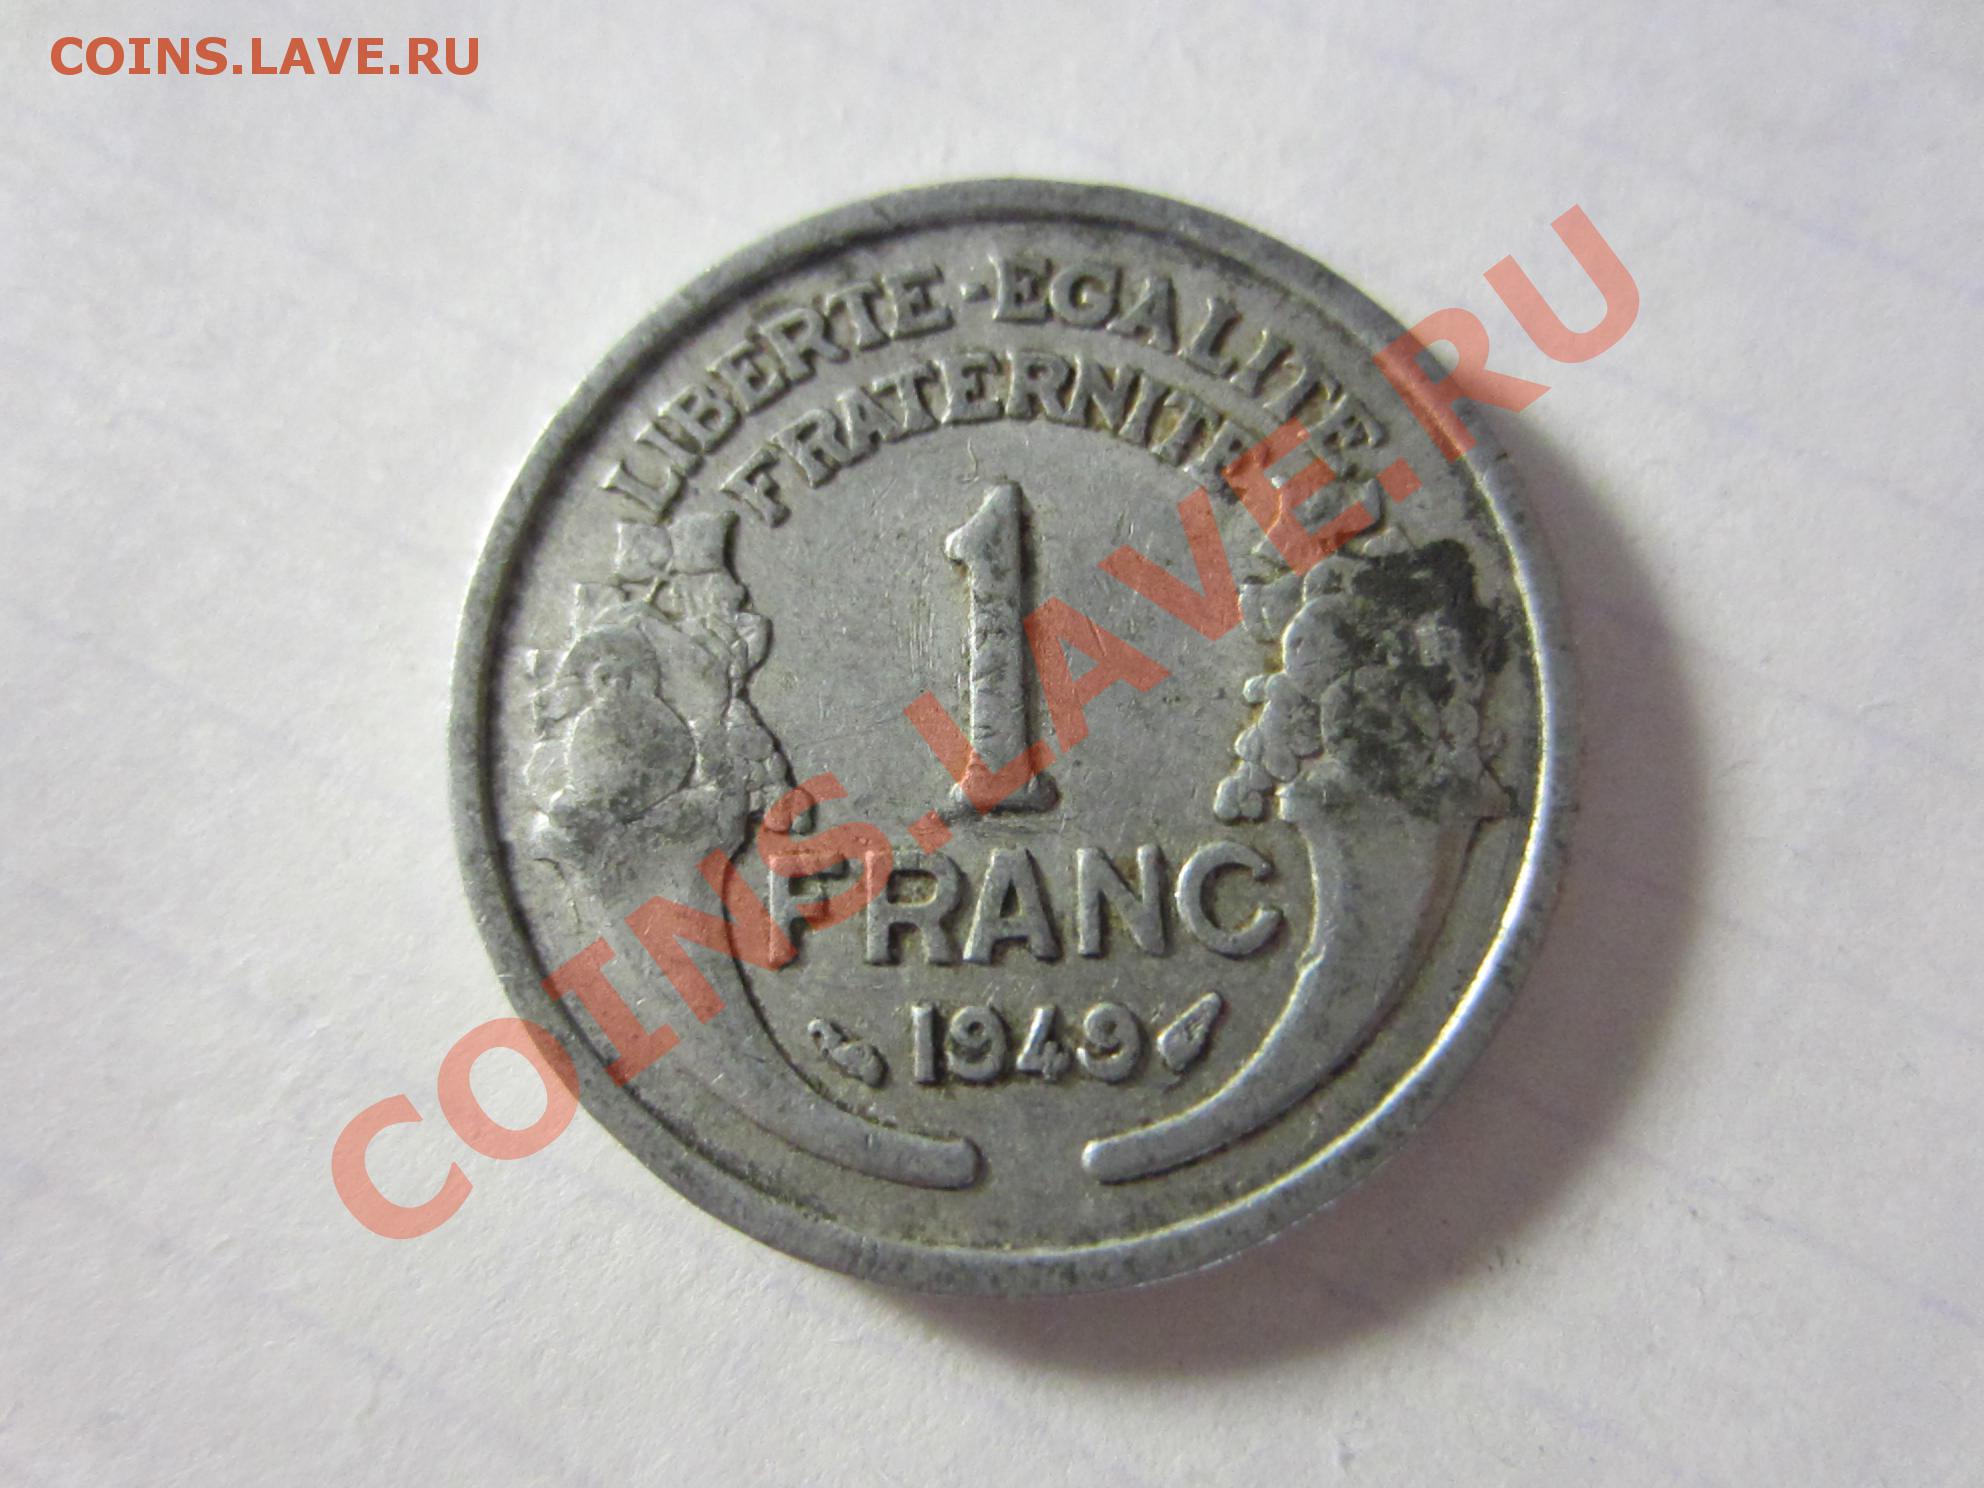 COINS.LAVE.RU
LIBERTE-EGALITE
FRATERNITE
1
FRANC
1949
COINS.LAVE.RU